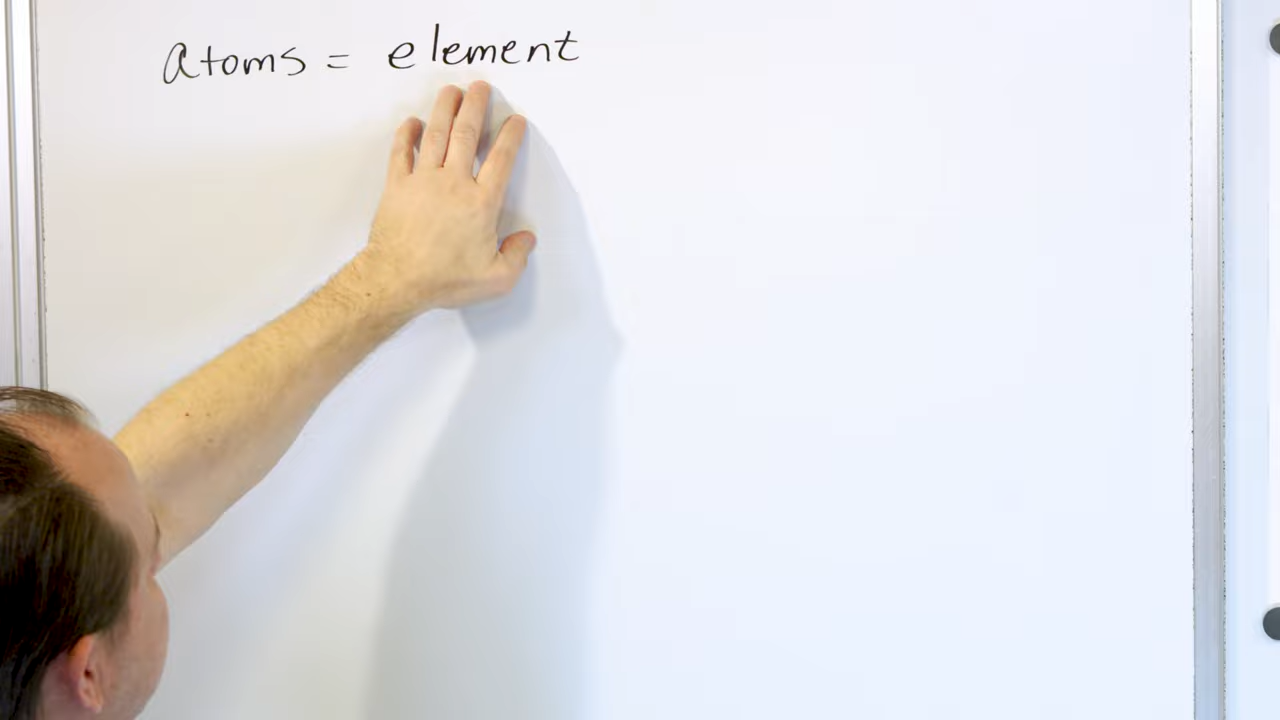 atoms = element